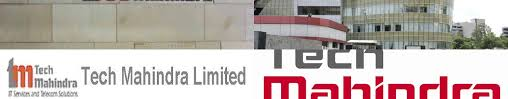 Tech
Mahindra
IT Services and Telecom Solutions
Tech Mahindra Limited
Tech
Mahindra